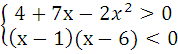 4 + 7x − 2x² > 0
(x − 1)(x − 6) < 0